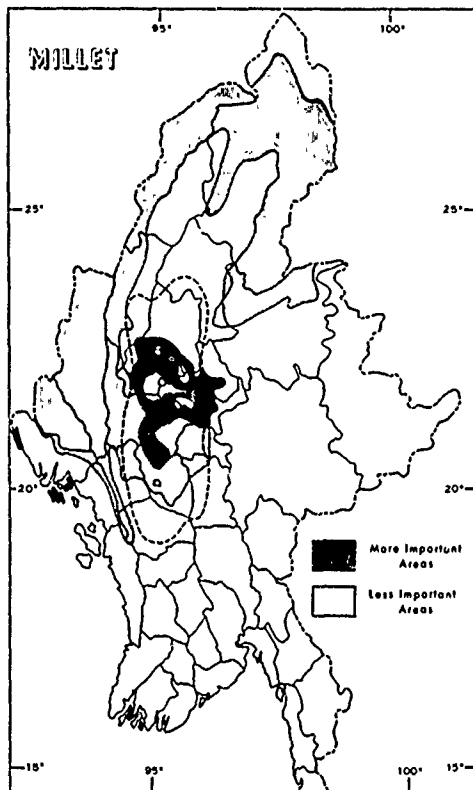 95° 100°
MILLET
25° 25°
20° 20°
More Important
Areas
Less Important
Areas
15° 15°
95° 100°